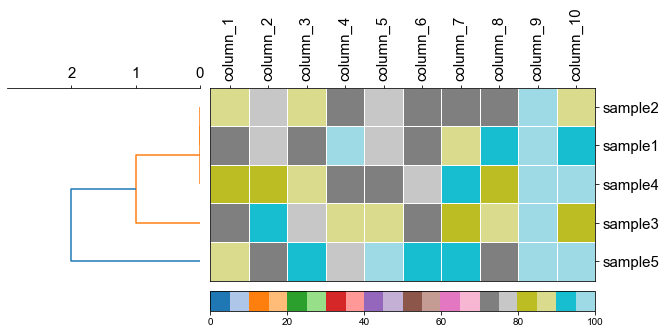 column_1
column_2
column_3
column_4
column_5
column_6
column_7
column_8
column_9
column_10
2 1 0
sample2
sample1
sample4
sample3
sample5
0 20 40 60 80 100